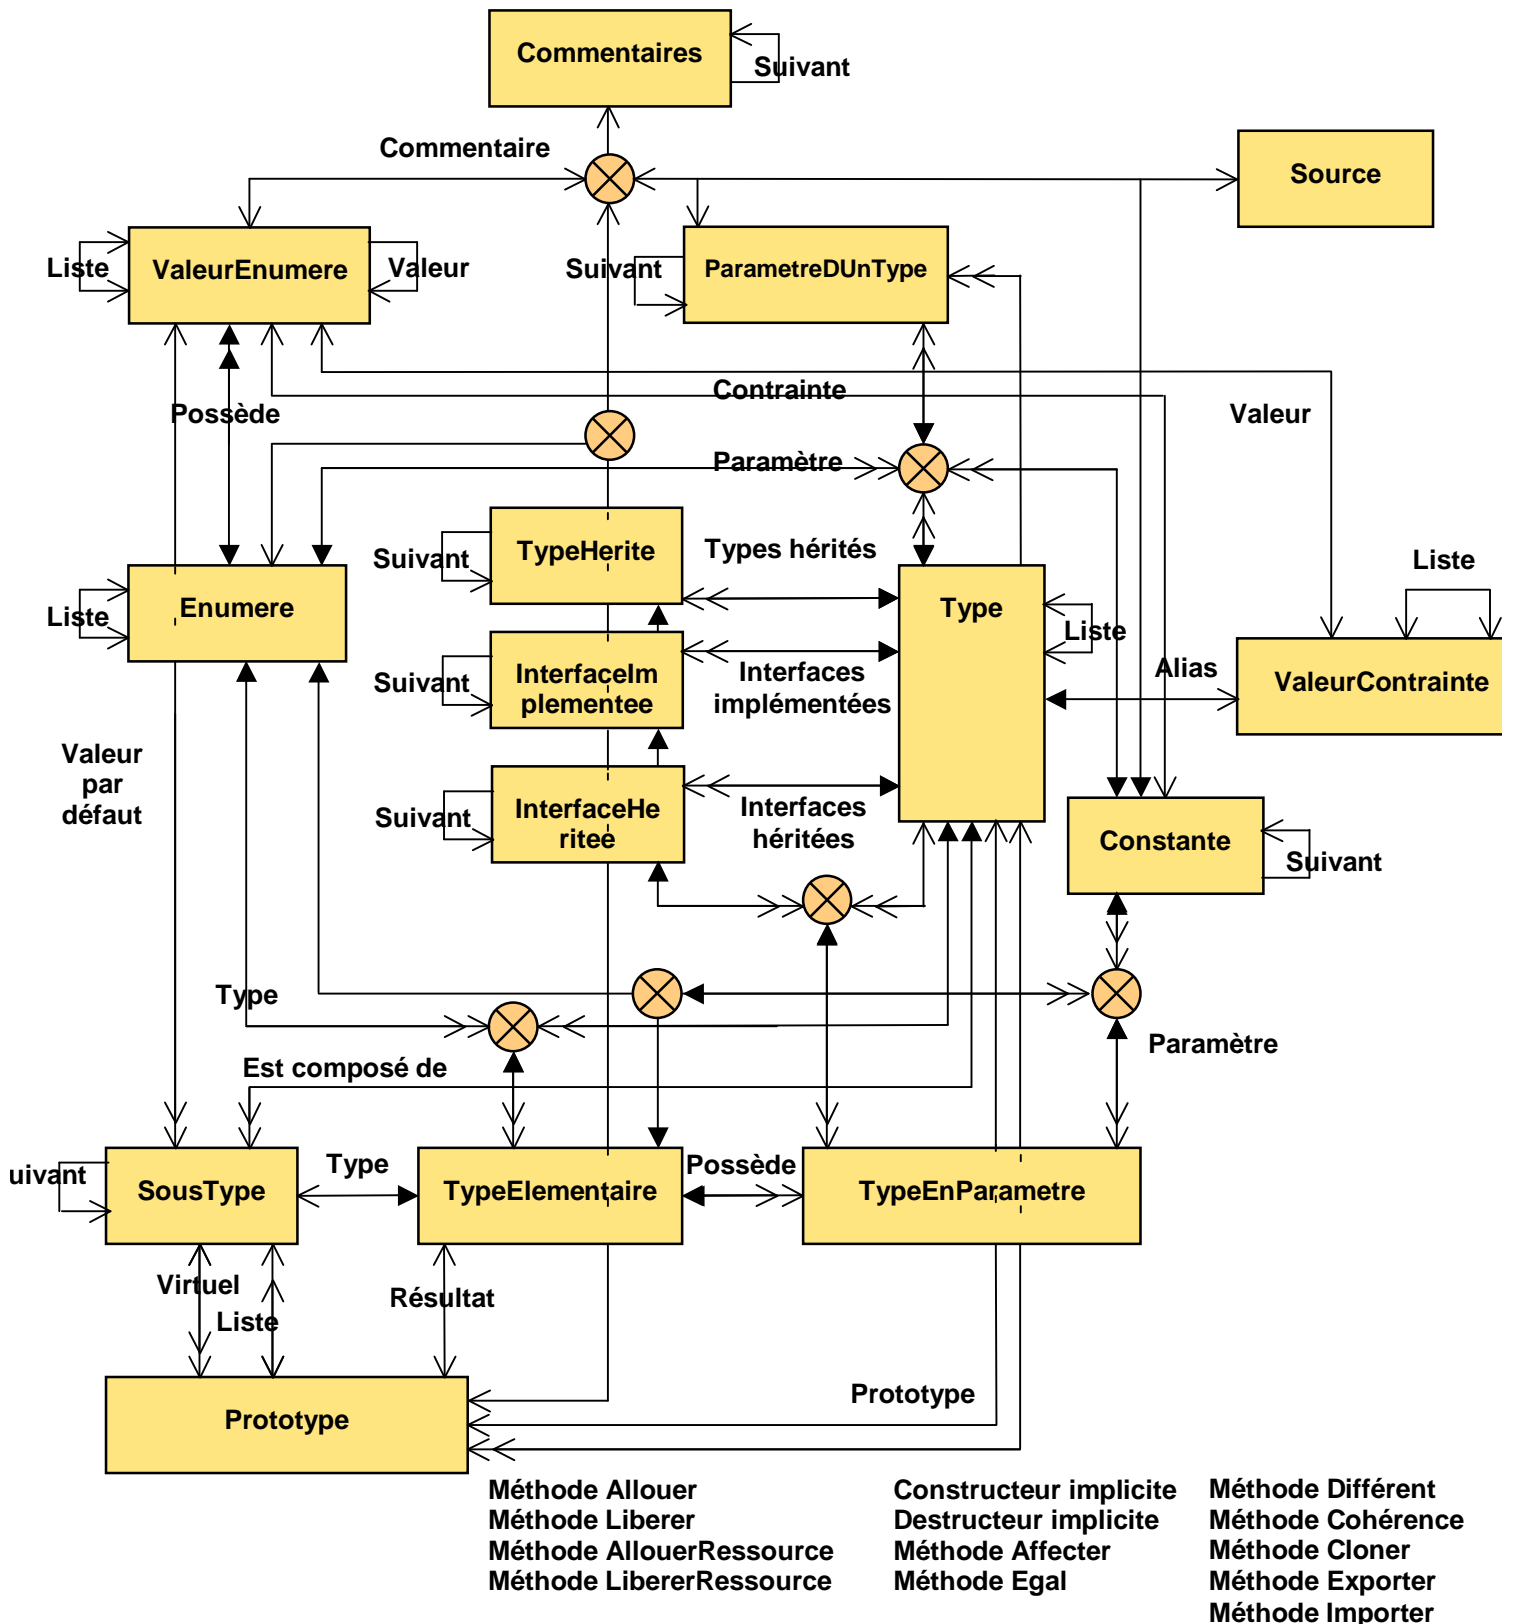 Commentaires
Suivant
Commentaire
Source
Liste
ValeurEnumere
Valeur
Suivant
ParametreDUnType
Contrainte
Possède
Valeur
Paramètre
Suivant
TypeHerite
Types hérités
Liste
Enumere
Liste
Type
Liste
Suivant
InterfaceIm
plementee
Interfaces
implémentées
Alias
ValeurContrainte
Valeur
par
défaut
Suivant
InterfaceHe
ritee
Interfaces
héritées
Constante
Suivant
Type
Paramètre
Est composé de
uivant
SousType
Type
TypeElementaire
Possède
TypeEnParametre
Virtuel
Liste
Résultat
Prototype
Prototype
Méthode Allouer
Méthode Liberer
Méthode AllouerRessource
Méthode LibererRessource
Constructeur implicite
Destructeur implicite
Méthode Affecter
Méthode Egal
Méthode Différent
Méthode Cohérence
Méthode Cloner
Méthode Exporter
Méthode Importer